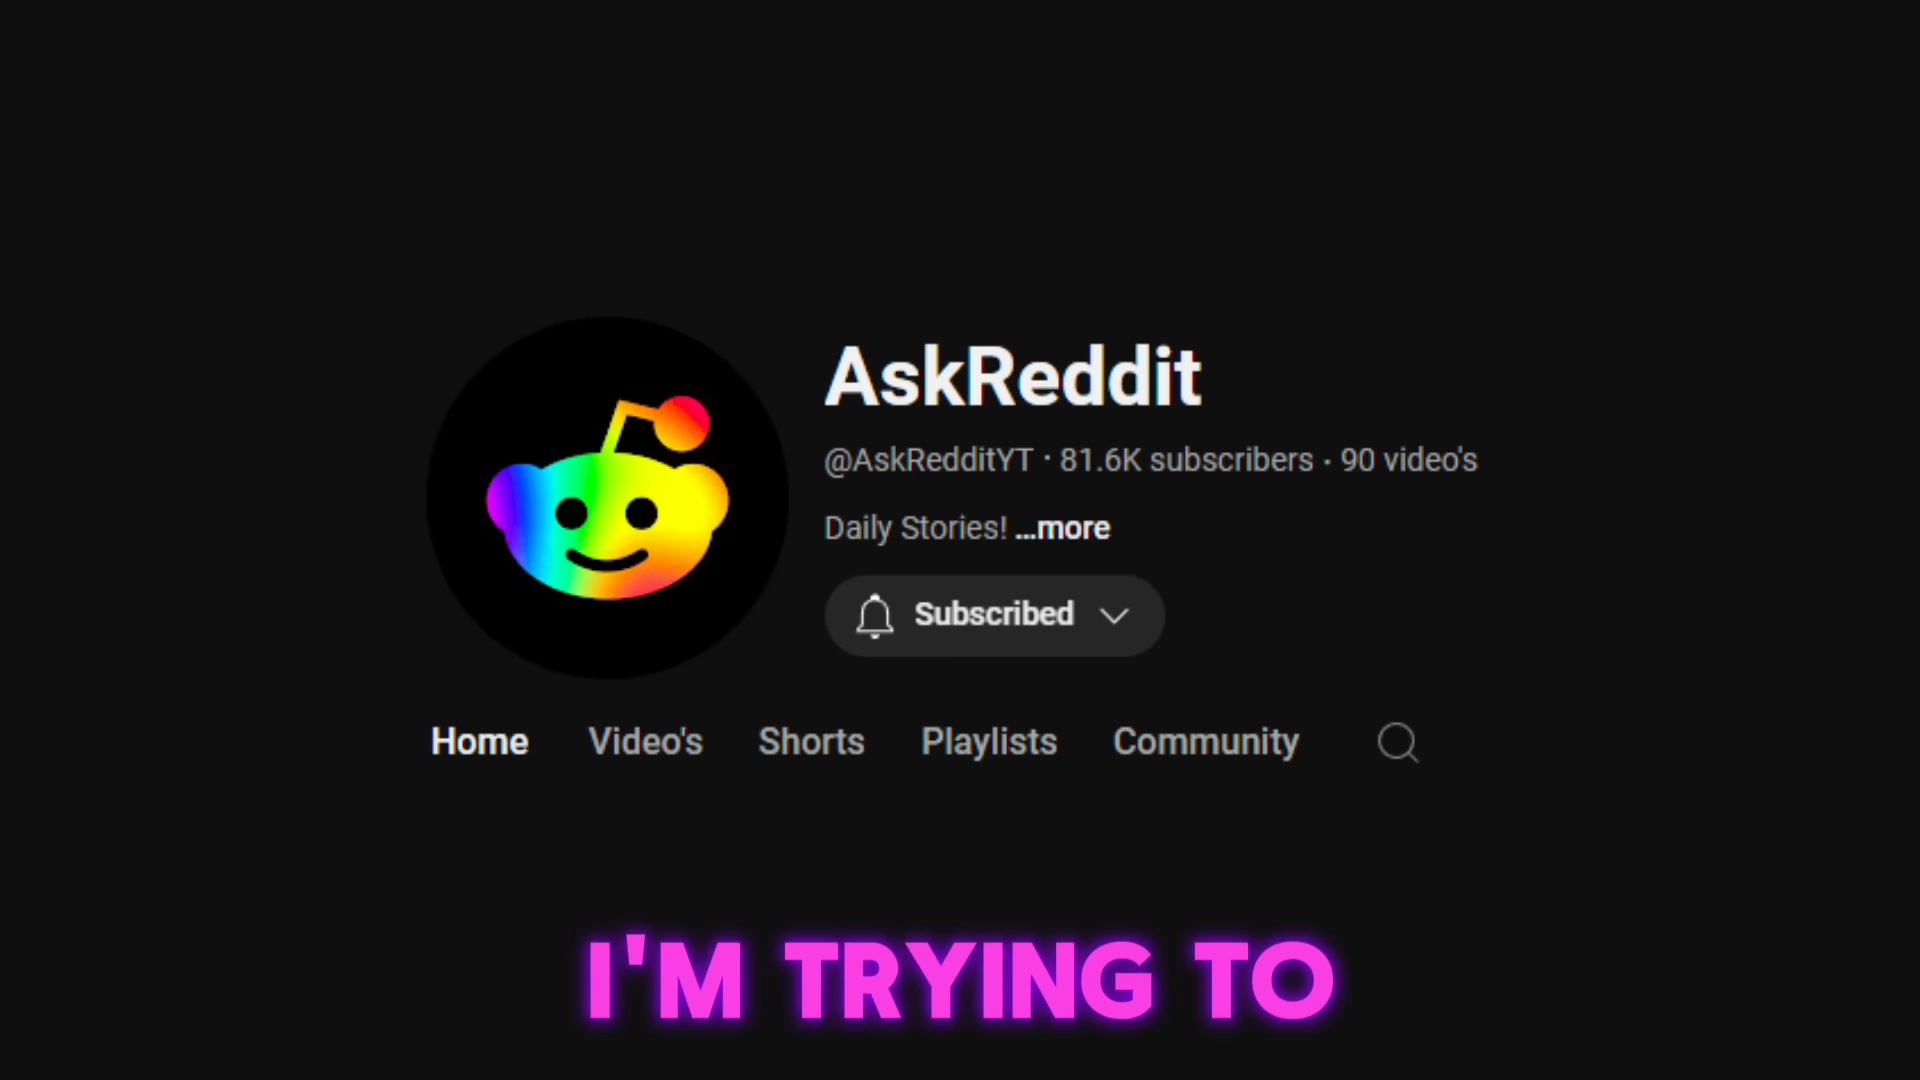 AskReddit
@AskRedditYT · 81.6K subscribers · 90 video's
Daily Stories! ...more
Subscribed
Home Video's Shorts Playlists Community
I'M TRYING TO